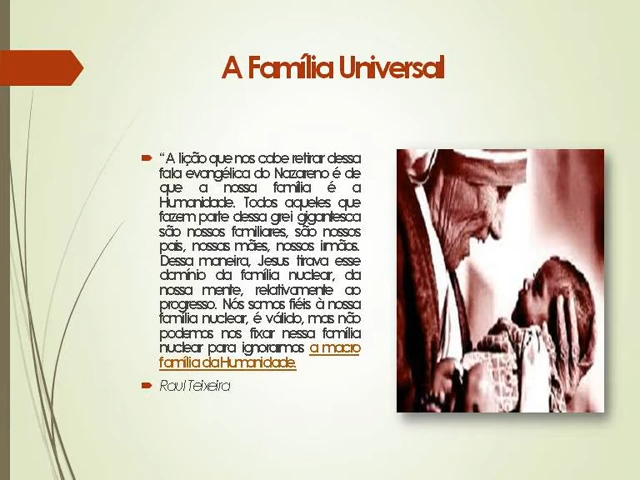 A Família Universal
"A lição que nos cabe retirar dessa
fala evangélica do Nazareno é de
que a nossa família é a
Humanidade. Todos aqueles que
fazem parte dessa grei gigantesca
são nossos familiares, são nossos
pais, nossas mães, nossos irmãos.
Dessa maneira, Jesus tirava esse
domínio da família nuclear, da
nossa mente, relativamente ao
progresso. Nós somos fiéis à nossa
família nuclear, é válido, mas não
podemos nos fixar nessa família
nuclear para ignorarmos a macro
família da Humanidade.
Raul Teixeira